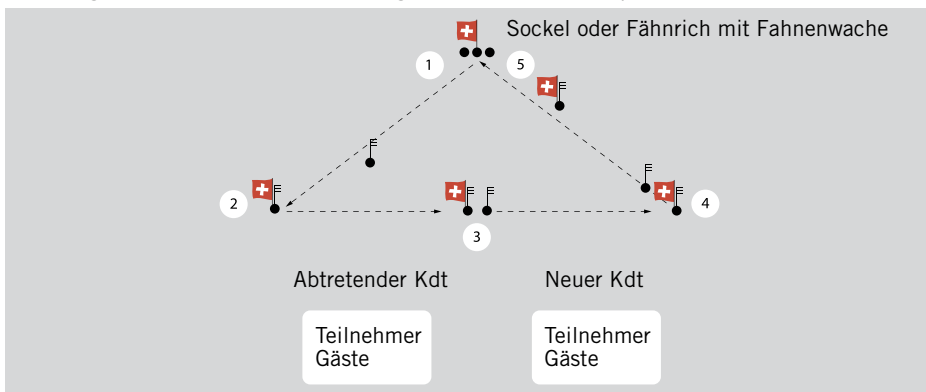 Sockel oder Fähnrich mit Fahnenwache
1
5
2
4
3
Abtretender Kdt
Neuer Kdt
Teilnehmer
Gäste
Teilnehmer
Gäste